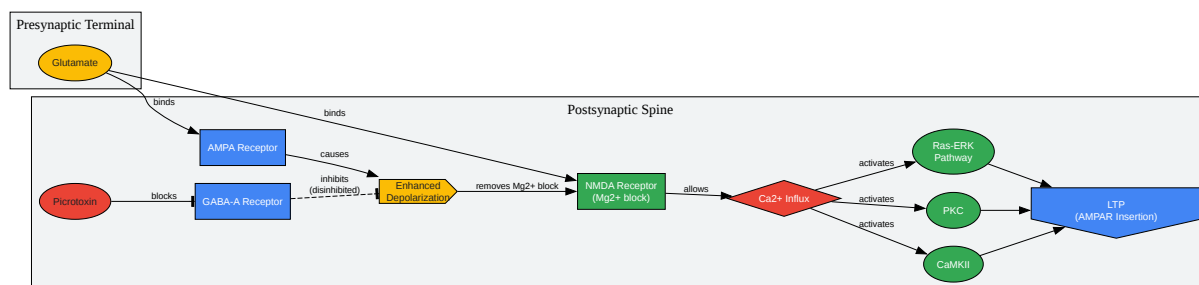 Presynaptic Terminal
Glutamate
binds
binds
Postsynaptic Spine
AMPA Receptor
causes
Picrotoxin
blocks
GABA-A Receptor
inhibits
(disinhibited)
Enhanced
Depolarization
removes Mg2+ block
NMDA Receptor
(Mg2+ block)
allows
Ca2+ Influx
activates
activates
activates
Ras-ERK
Pathway
PKC
CaMKII
LTP
(AMPAR Insertion)